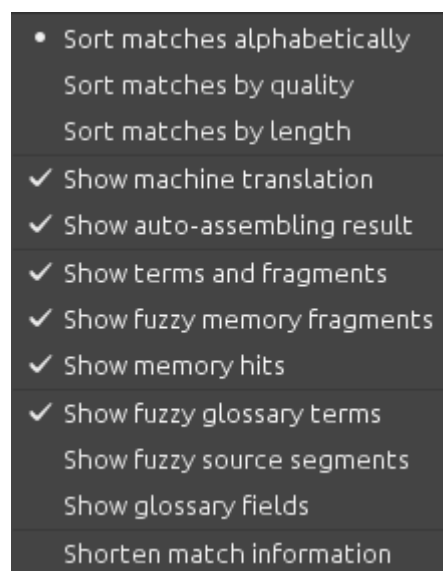 Sort matches alphabetically
Sort matches by quality
Sort matches by length
Show machine translation
Show auto-assembling result
Show terms and fragments
Show fuzzy memory fragments
Show memory hits
Show fuzzy glossary terms
Show fuzzy source segments
Show glossary fields
Shorten match information